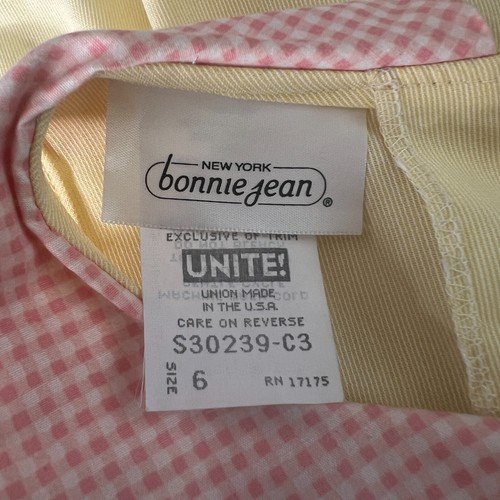 NEW YORK
bonnie jean ®
EXCLUSIVE OF TRIM
UNITE!
UNION MADE
IN THE U.S.A.
CARE ON REVERSE
S30239-C3
SIZE 6 RN 17175